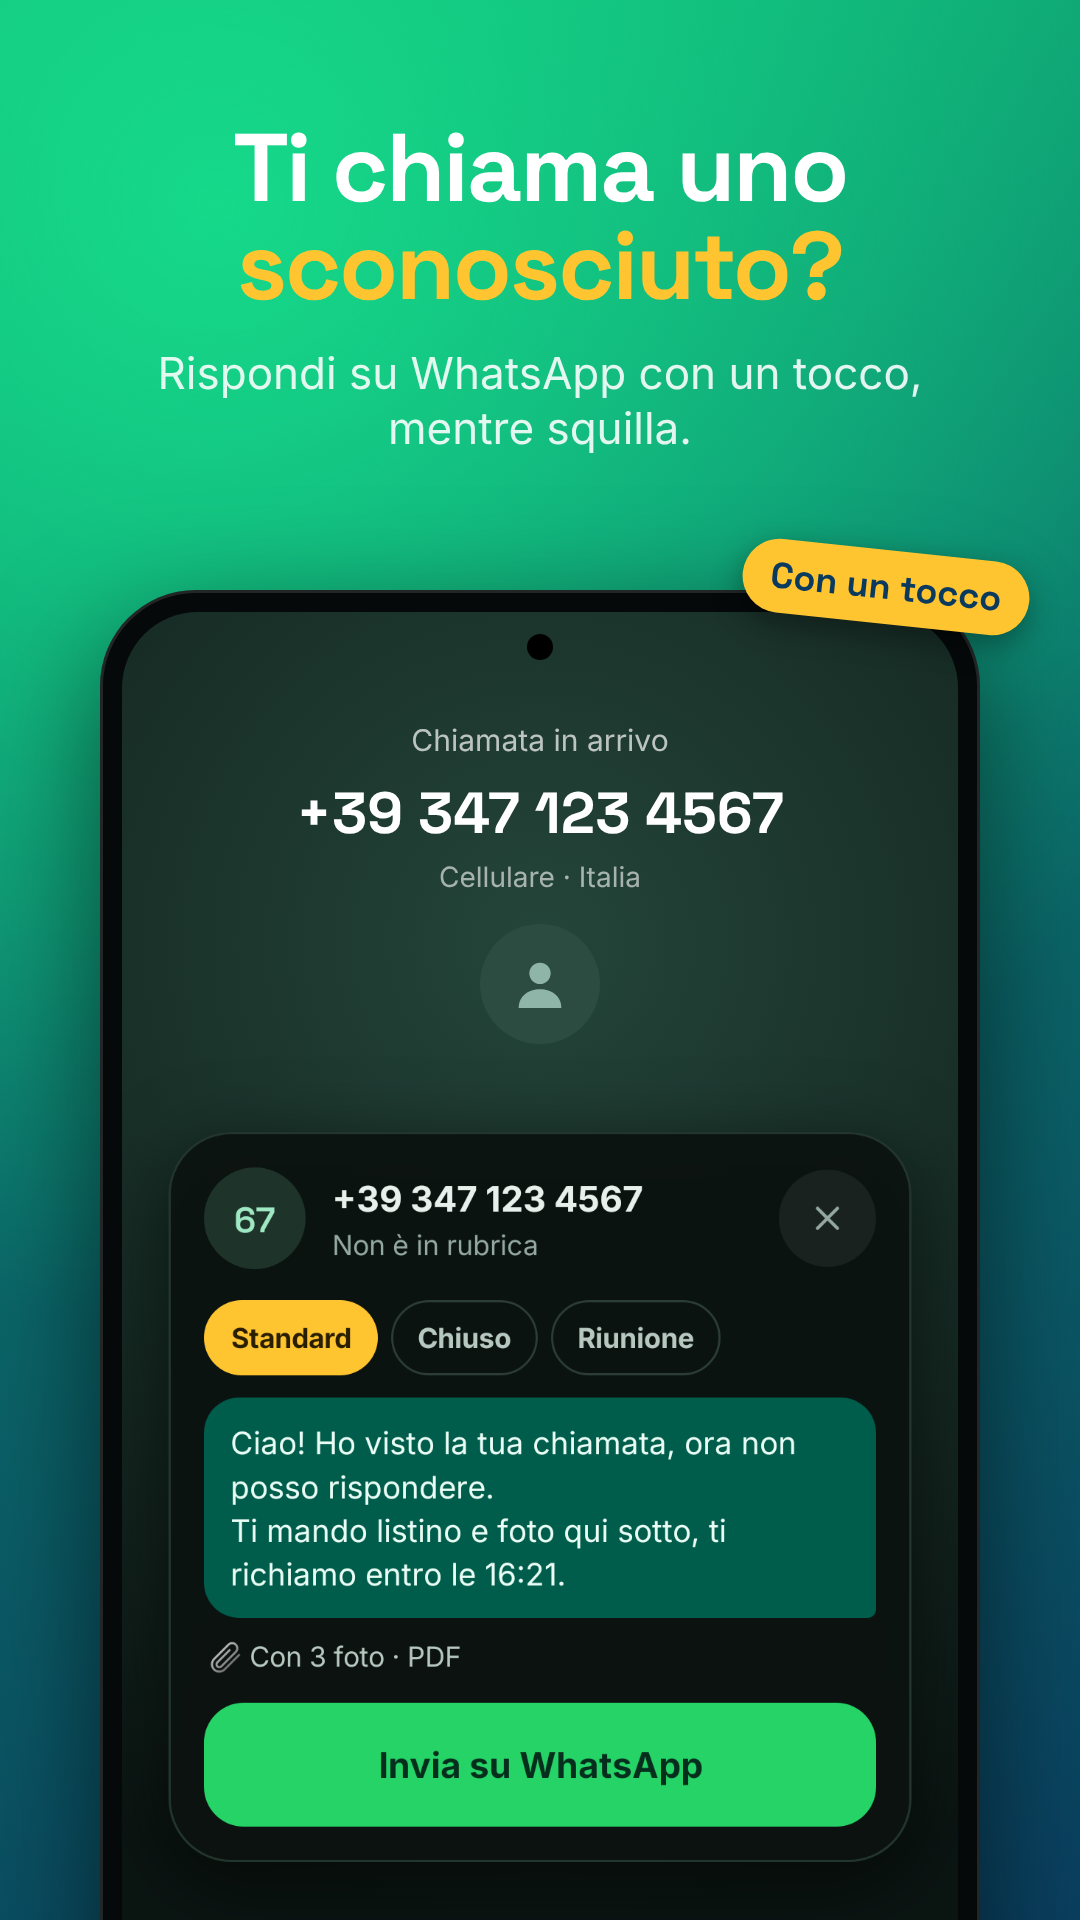 Ti chiama uno
sconosciuto?
Rispondi su WhatsApp con un tocco,
mentre squilla.
Con un tocco
Chiamata in arrivo
+39 347 123 4567
Cellulare · Italia
67
+39 347 123 4567
Non è in rubrica
Standard
Chiuso
Riunione
Ciao! Ho visto la tua chiamata, ora non
posso rispondere.
Ti mando listino e foto qui sotto, ti
richiamo entro le 16:21.
Con 3 foto · PDF
Invia su WhatsApp